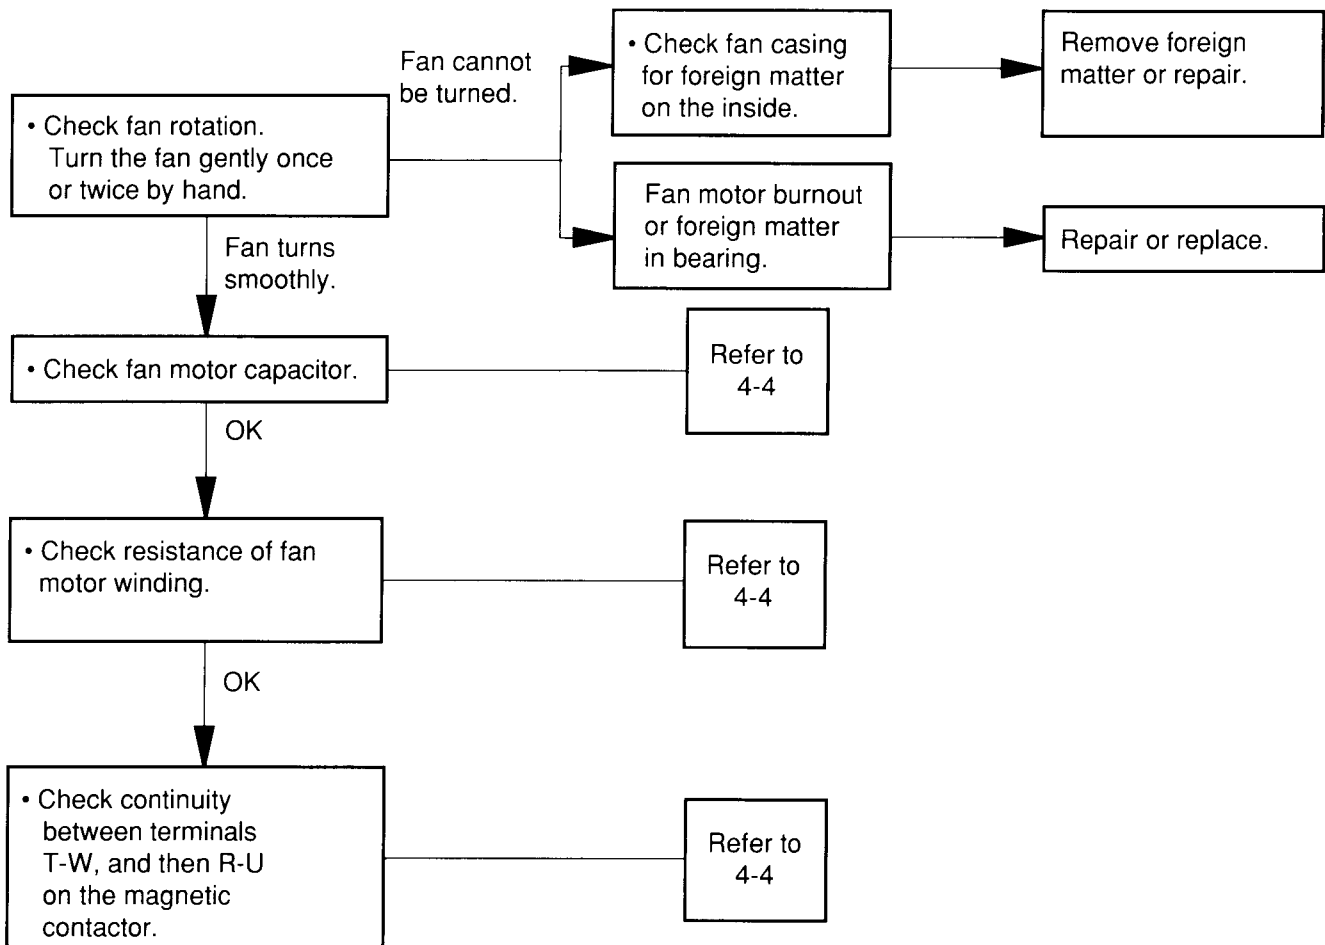 • Check fan rotation.
Turn the fan gently once
or twice by hand.
Fan cannot
be turned.
• Check fan casing
for foreign matter
on the inside.
Remove foreign
matter or repair.
Fan motor burnout
or foreign matter
in bearing.
Repair or replace.
Fan turns
smoothly.
• Check fan motor capacitor.
Refer to
4-4
OK
• Check resistance of fan
motor winding.
Refer to
4-4
OK
• Check continuity
between terminals
T-W, and then R-U
on the magnetic
contactor.
Refer to
4-4